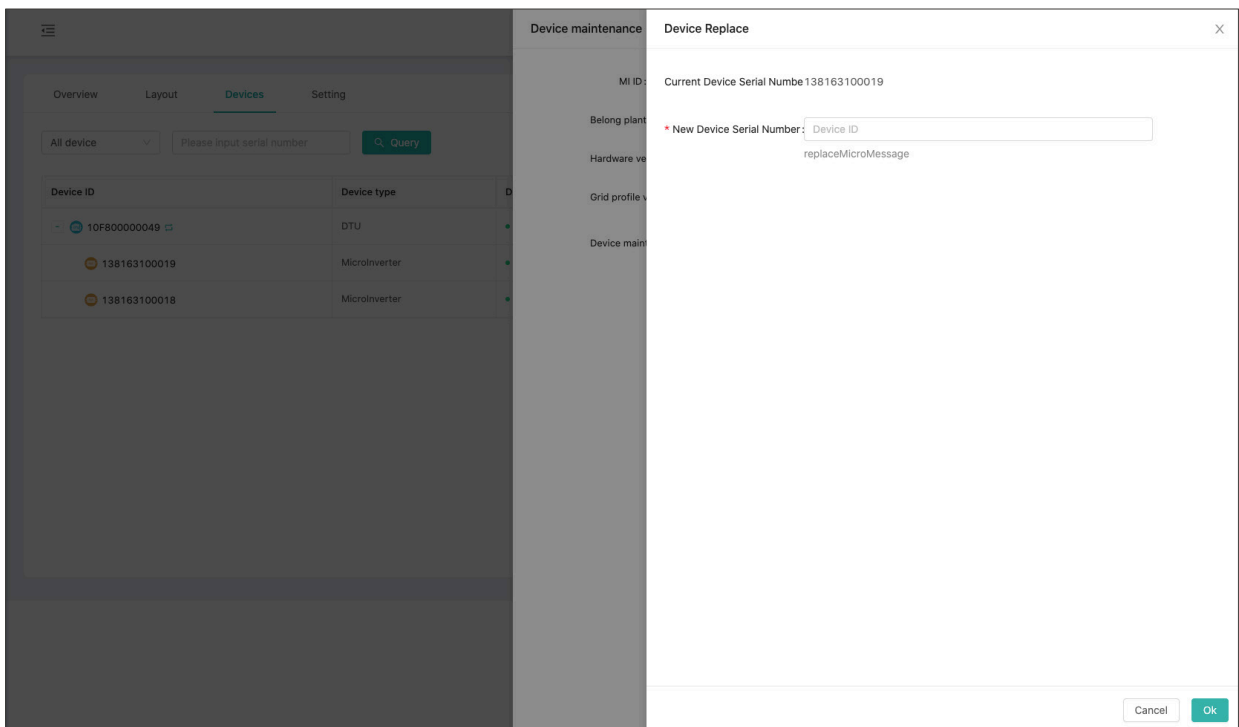 Device maintenance
Device Replace
Overview Layout Devices Setting
All device Please input serial number Query
Device ID Device type D
10F800000049 DTU
138163100019 MicroInverter
138163100018 MicroInverter
MI ID :
Belong plant
Hardware ve
Grid profile v
Device maint
Current Device Serial Numbe 138163100019
* New Device Serial Number : Device ID
replaceMicroMessage
Cancel Ok